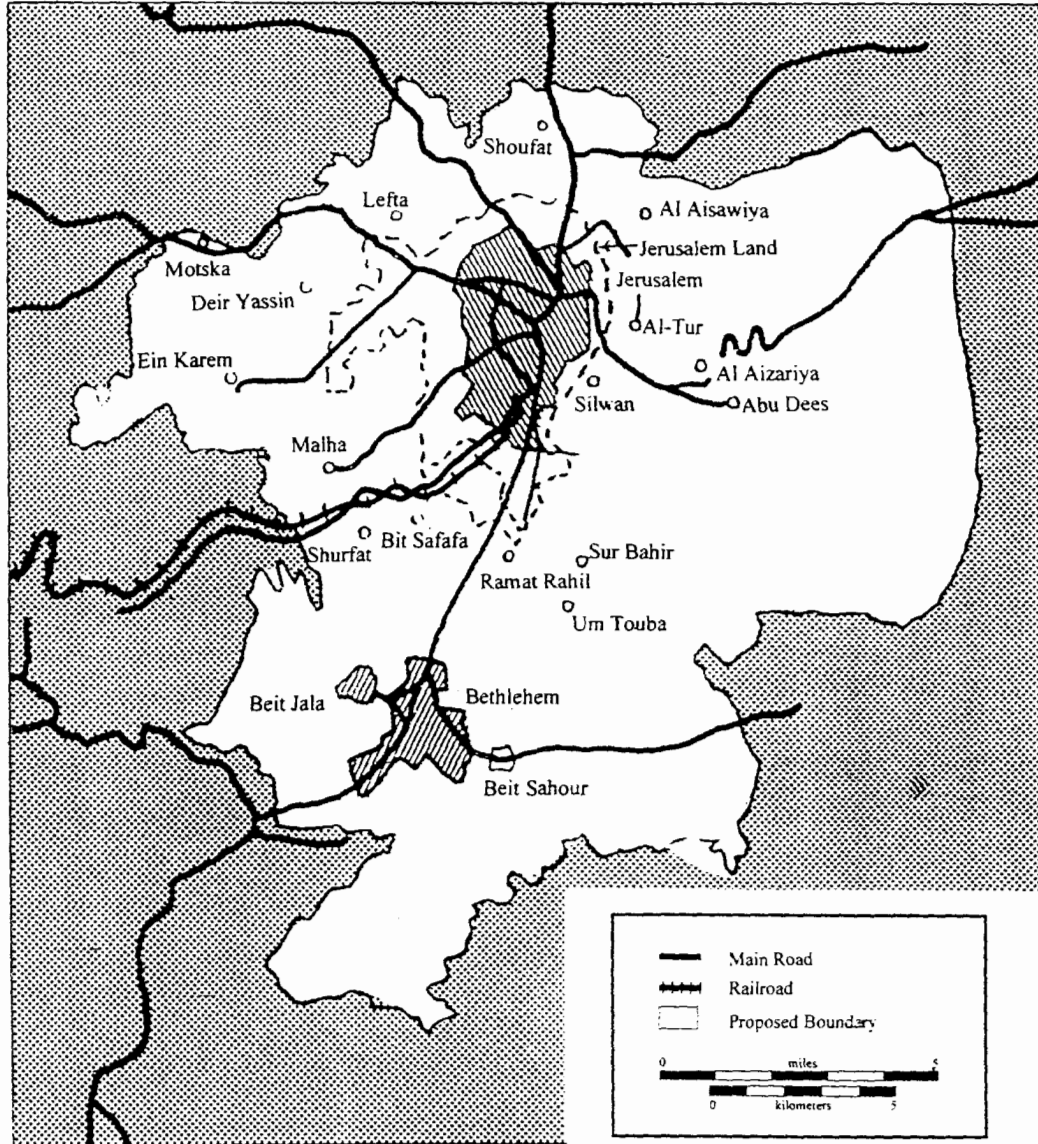 Shoufat
Lefta
Al Aisawiya
Jerusalem Land
Motska
Jerusalem
Deir Yassin
Al-Tur
Ein Karem
Al Aizariya
Silwan
Abu Dees
Malha
Shurfat
Bit Safafa
Sur Bahir
Ramat Rahil
Um Touba
Beit Jala
Bethlehem
Beit Sahour
Main Road
Railroad
Proposed Boundary
0 miles 5
0 kilometers 5